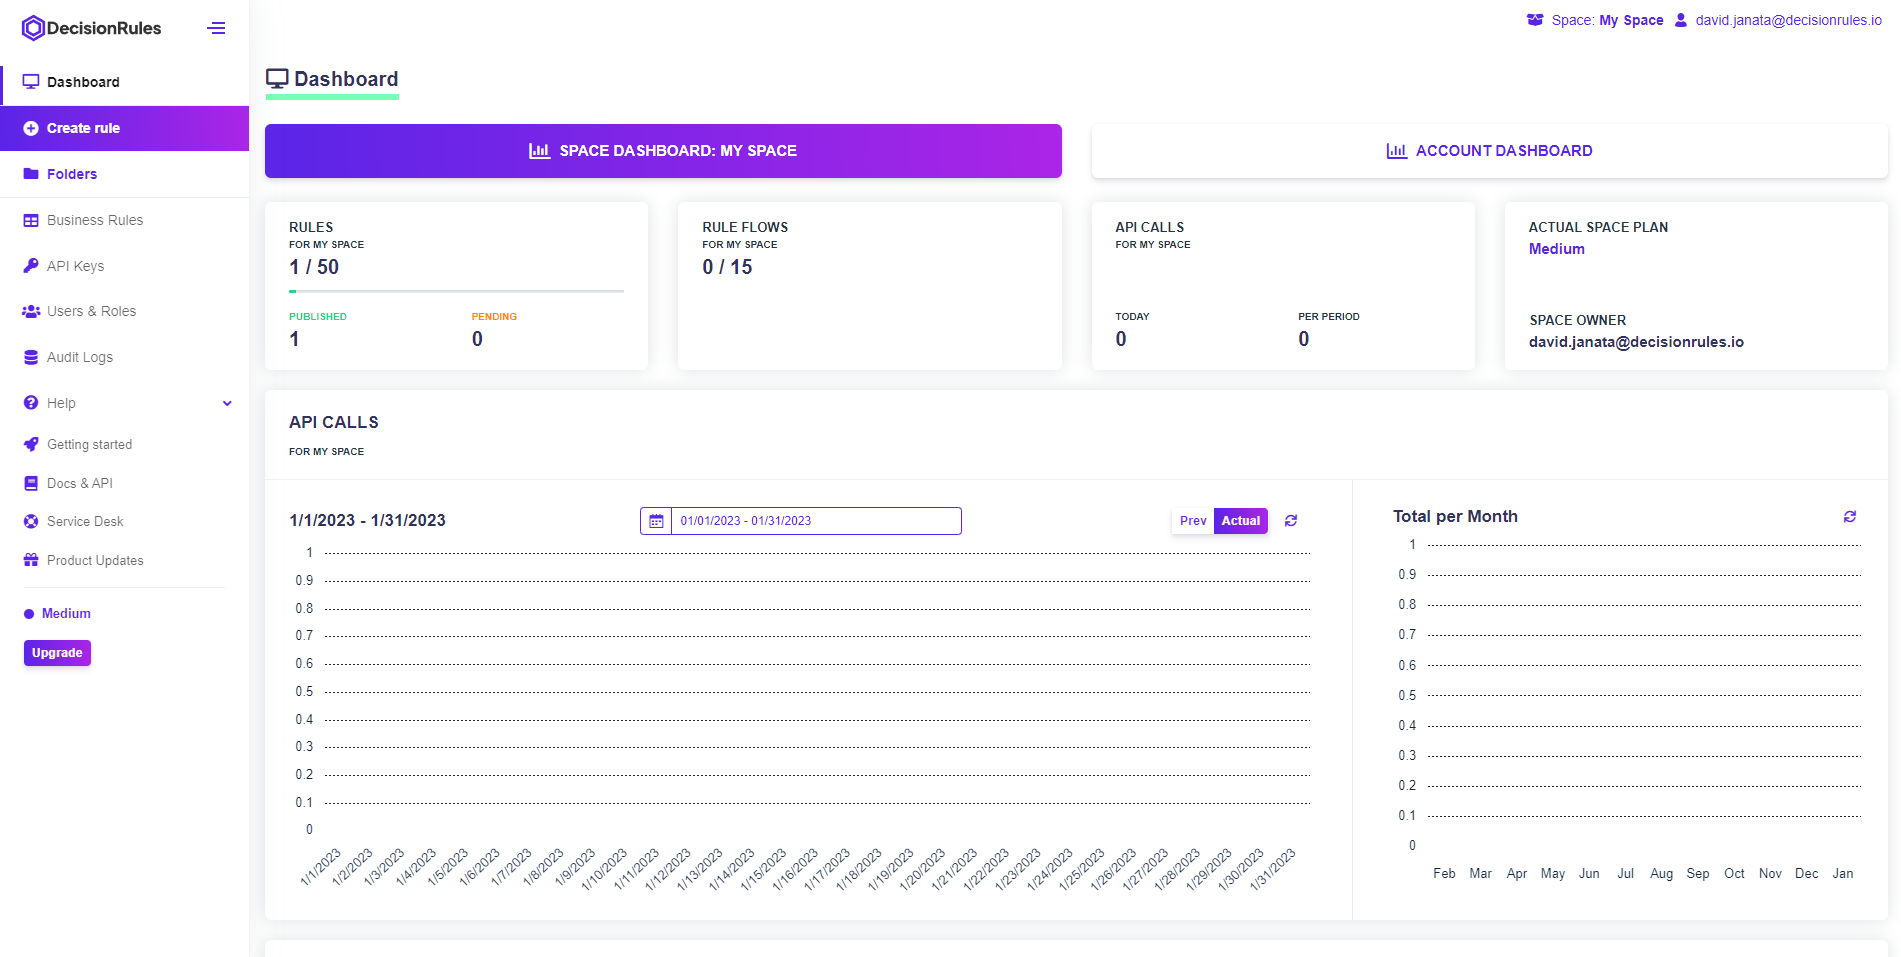 DecisionRules
Space: My Space david.janata@decisionrules.io
Dashboard
Create rule
Folders
Business Rules
API Keys
Users & Roles
Audit Logs
Help
Getting started
Docs & API
Service Desk
Product Updates
Medium
Upgrade
Dashboard
SPACE DASHBOARD: MY SPACE
ACCOUNT DASHBOARD
RULES
FOR MY SPACE
1 / 50
PUBLISHED
1
PENDING
0
RULE FLOWS
FOR MY SPACE
0 / 15
API CALLS
FOR MY SPACE
TODAY
0
PER PERIOD
0
ACTUAL SPACE PLAN
Medium
SPACE OWNER
david.janata@decisionrules.io
API CALLS
FOR MY SPACE
1/1/2023 - 1/31/2023
01/01/2023 - 01/31/2023
Prev Actual
1
0.9
0.8
0.7
0.6
0.5
0.4
0.3
0.2
0.1
0
1/1/2023
1/2/2023
1/3/2023
1/4/2023
1/5/2023
1/6/2023
1/7/2023
1/8/2023
1/9/2023
1/10/2023
1/11/2023
1/12/2023
1/13/2023
1/14/2023
1/15/2023
1/16/2023
1/17/2023
1/18/2023
1/19/2023
1/20/2023
1/21/2023
1/22/2023
1/23/2023
1/24/2023
1/25/2023
1/26/2023
1/27/2023
1/28/2023
1/29/2023
1/30/2023
1/31/2023
Total per Month
1
0.9
0.8
0.7
0.6
0.5
0.4
0.3
0.2
0.1
0
Feb Mar Apr May Jun Jul Aug Sep Oct Nov Dec Jan